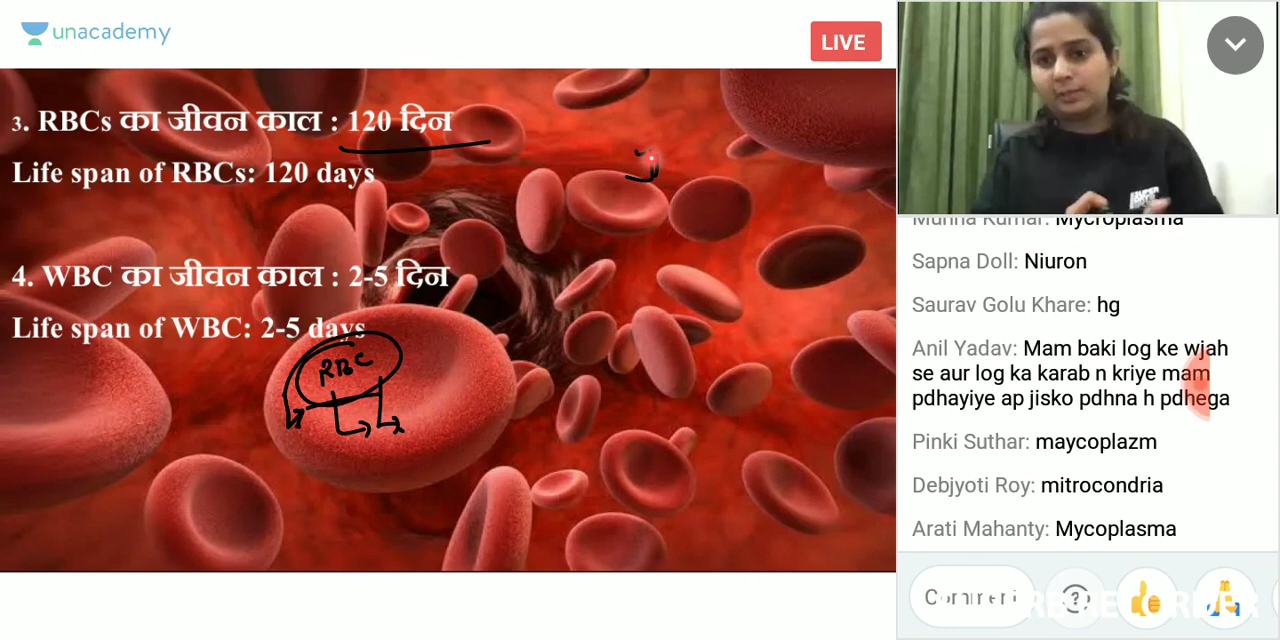 unacademy
LIVE
3. RBCs का जीवन काल : 120 दिन
Life span of RBCs: 120 days
4. WBC का जीवन काल : 2-5 दिन
Life span of WBC: 2-5 days
RBC
Munna Kumar: Mycroplasma
Sapna Doll: Niuron
Saurav Golu Khare: hg
Anil Yadav: Mam baki log ke wjah
se aur log ka karab n kriye mam
pdhayiye ap jisko pdhna h pdhega
Pinki Suthar: maycoplazm
Debjyoti Roy: mitrocondria
Arati Mahanty: Mycoplasma